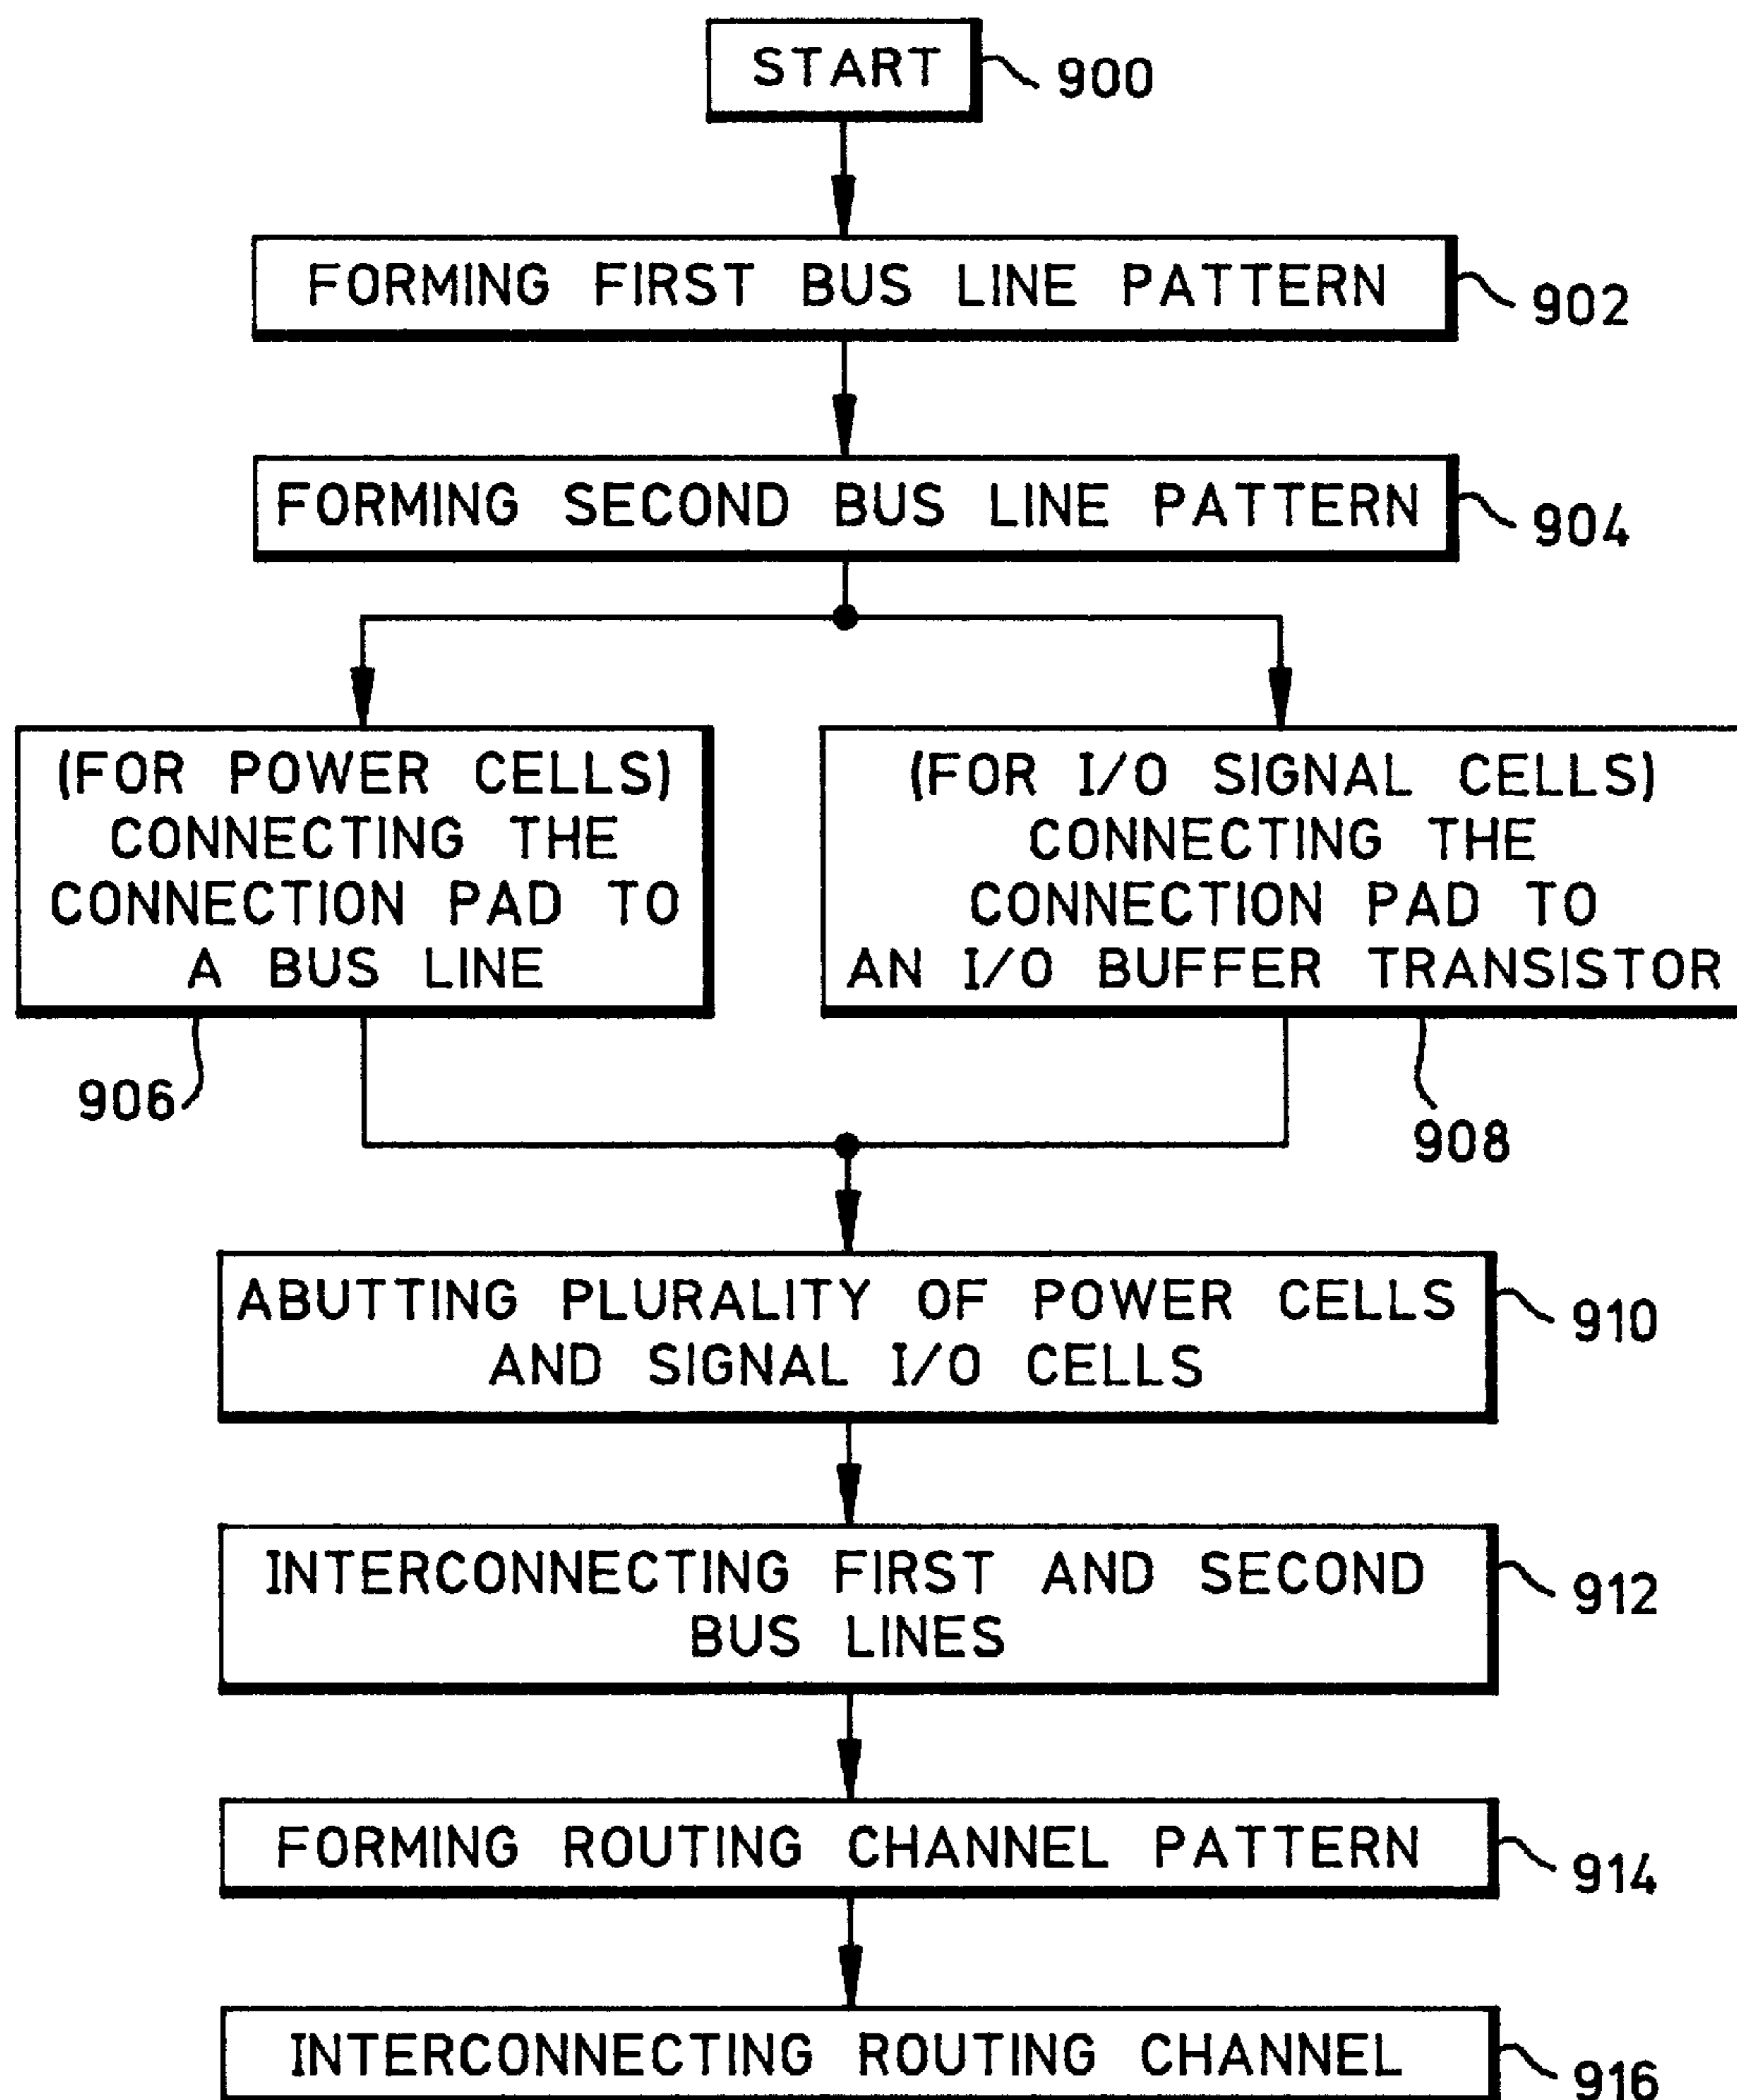 START
900
FORMING FIRST BUS LINE PATTERN
902
FORMING SECOND BUS LINE PATTERN
904
(FOR POWER CELLS)
CONNECTING THE
CONNECTION PAD TO
A BUS LINE
906
(FOR I/O SIGNAL CELLS)
CONNECTING THE
CONNECTION PAD TO
AN I/O BUFFER TRANSISTOR
908
ABUTTING PLURALITY OF POWER CELLS
AND SIGNAL I/O CELLS
910
INTERCONNECTING FIRST AND SECOND
BUS LINES
912
FORMING ROUTING CHANNEL PATTERN
914
INTERCONNECTING ROUTING CHANNEL
916